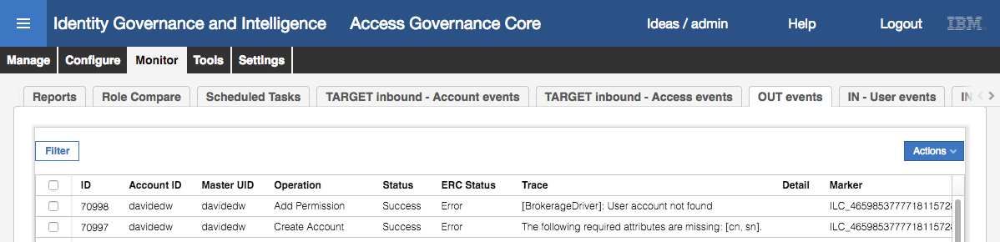 Identity Governance and Intelligence Access Governance Core Ideas / admin Help Logout IBM
Manage Configure Monitor Tools Settings
Reports Role Compare Scheduled Tasks TARGET inbound - Account events TARGET inbound - Access events OUT events IN - User events IN
Filter Actions
ID Account ID Master UID Operation Status ERC Status Trace Detail Marker
70998 davidedw davidedw Add Permission Success Error [BrokerageDriver]: User account not found ILC_4659853777718115728
70997 davidedw davidedw Create Account Success Error The following required attributes are missing: [cn, sn]. ILC_4659853777718115728